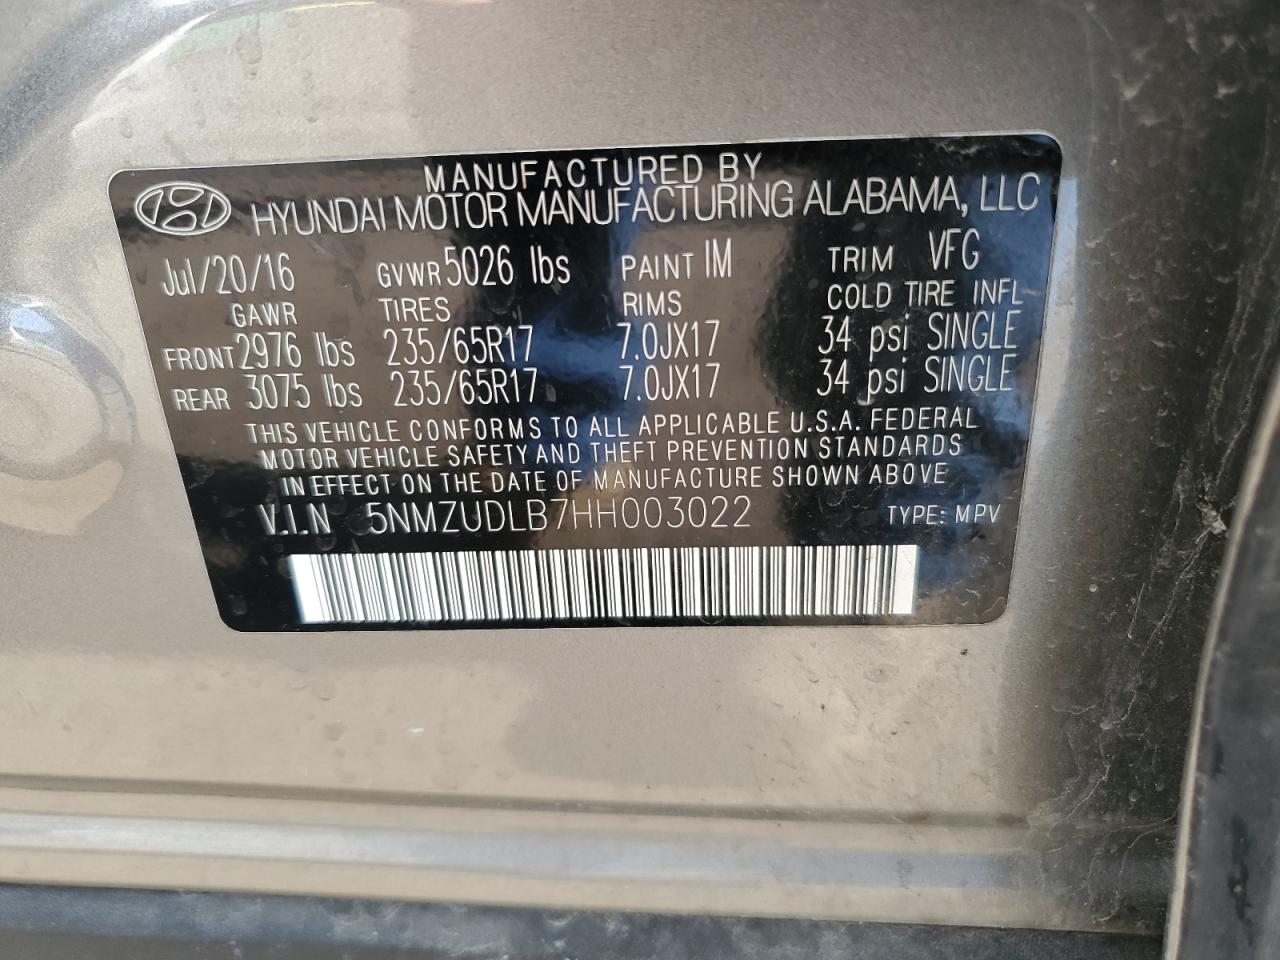 MANUFACTURED BY
HYUNDAI MOTOR MANUFACTURING ALABAMA, LLC
Jul/20/16 GVWR 5026 lbs PAINT IM TRIM VFG
GAWR TIRES RIMS COLD TIRE INFL
FRONT 2976 lbs 235/65R17 7.0JX17 34 psi SINGLE
REAR 3075 lbs 235/65R17 7.0JX17 34 psi SINGLE
THIS VEHICLE CONFORMS TO ALL APPLICABLE U.S.A. FEDERAL
MOTOR VEHICLE SAFETY AND THEFT PREVENTION STANDARDS
IN EFFECT ON THE DATE OF MANUFACTURE SHOWN ABOVE
V.I.N 5NMZUDLB7HH003022 TYPE: MPV